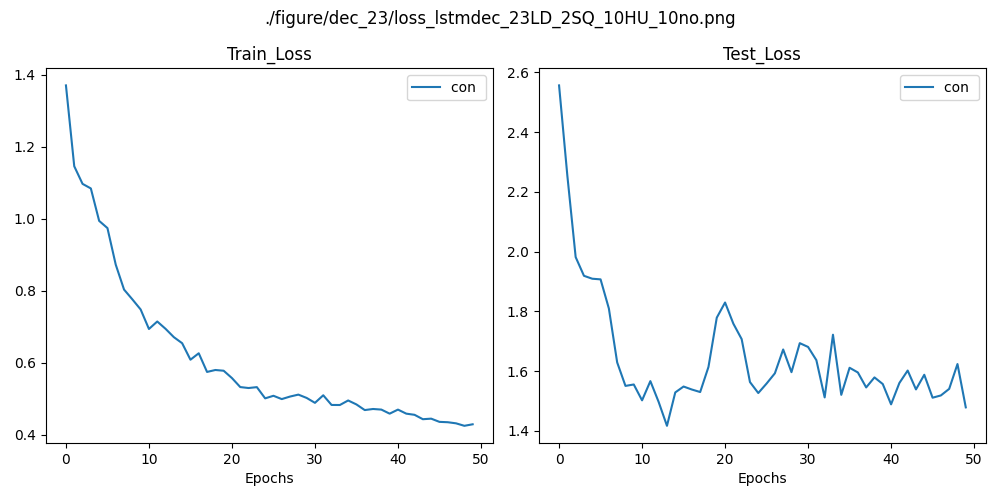 ./figure/dec_23/loss_lstmdec_23LD_2SQ_10HU_10no.png
Train_Loss
con
1.4
1.2
1.0
0.8
0.6
0.4
0 10 20 30 40 50
Epochs
Test_Loss
con
2.6
2.4
2.2
2.0
1.8
1.6
1.4
0 10 20 30 40 50
Epochs